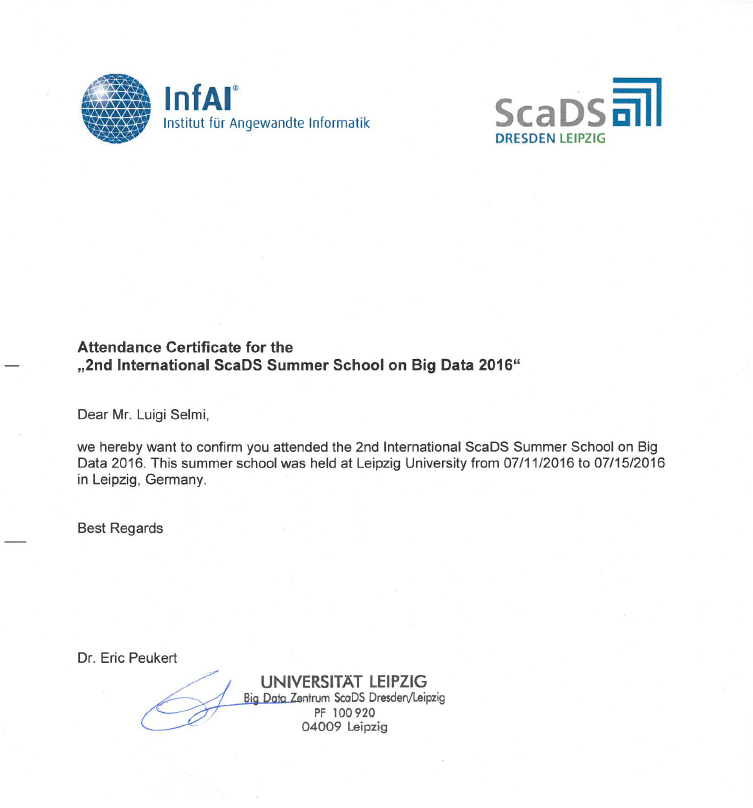 InfAI®
Institut für Angewandte Informatik
ScaDS
DRESDEN LEIPZIG
Attendance Certificate for the
„2nd International ScaDS Summer School on Big Data 2016“
Dear Mr. Luigi Selmi,
we hereby want to confirm you attended the 2nd International ScaDS Summer School on Big
Data 2016. This summer school was held at Leipzig University from 07/11/2016 to 07/15/2016
in Leipzig, Germany.
Best Regards
Dr. Eric Peukert
UNIVERSITÄT LEIPZIG
Big Data Zentrum ScaDS Dresden/Leipzig
PF 100 920
04009 Leipzig